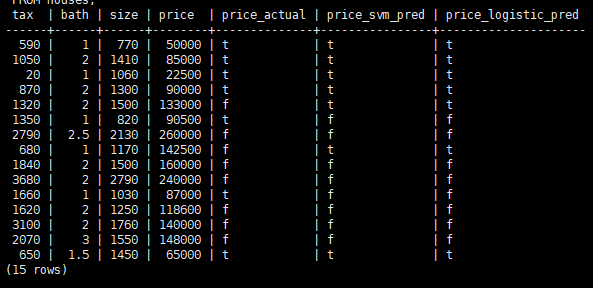 FROM houses;
 tax  | bath | size | price  | price_actual | price_svm_pred | price_logistic_pred
------+------+------+--------+--------------+----------------+---------------------
  590 |    1 |  770 |  50000 | t            | t              | t
 1050 |    2 | 1410 |  85000 | t            | t              | t
   20 |    1 | 1060 |  22500 | t            | t              | t
  870 |    2 | 1300 |  90000 | t            | t              | t
 1320 |    2 | 1500 | 133000 | f            | t              | t
 1350 |    1 |  820 |  90500 | t            | f              | f
 2790 |  2.5 | 2130 | 260000 | f            | f              | f
  680 |    1 | 1170 | 142500 | f            | t              | t
 1840 |    2 | 1500 | 160000 | f            | f              | f
 3680 |    2 | 2790 | 240000 | f            | f              | f
 1660 |    1 | 1030 |  87000 | t            | f              | f
 1620 |    2 | 1250 | 118600 | f            | f              | f
 3100 |    2 | 1760 | 140000 | f            | f              | f
 2070 |    3 | 1550 | 148000 | f            | f              | f
  650 |  1.5 | 1450 |  65000 | t            | t              | t
(15 rows)